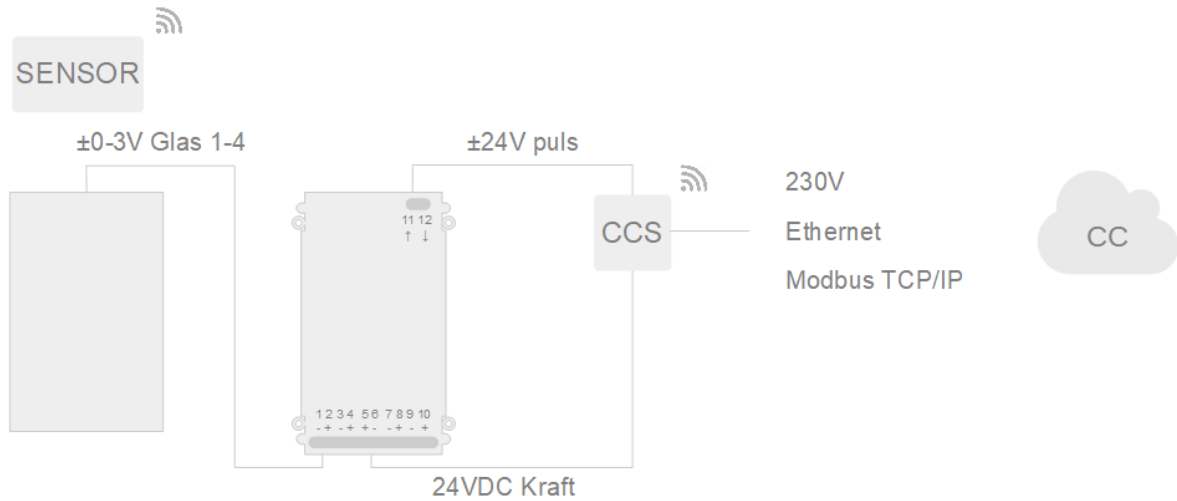 SENSOR
±0-3V Glas 1-4
±24V puls
230V
11 12
↑ ↓
CCS
Ethernet
CC
Modbus TCP/IP
1 2 3 4 5 6 7 8 9 10
- + - + + - - + - +
24VDC Kraft